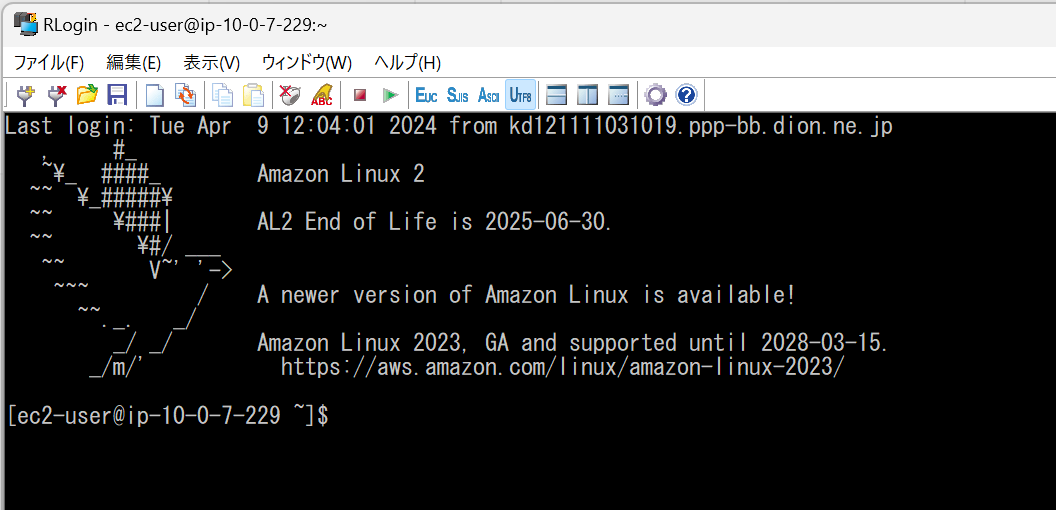 RLogin - ec2-user@ip-10-0-7-229:~
ファイル(F) 編集(E) 表示(V) ウィンドウ(W) ヘルプ(H)
ABC EUC SJIS ASCII UTF8
Last login: Tue Apr  9 12:04:01 2024 from kd121111031019.ppp-bb.dion.ne.jp
   ,     #_
   ~¥_  ####_        Amazon Linux 2
  ~~  ¥_#####¥
  ~~     ¥###|       AL2 End of Life is 2025-06-30.
  ~~       ¥#/ ___
   ~~       V~' '->
    ~~~         /    A newer version of Amazon Linux is available!
      ~~._.   _/
         _/ _/       Amazon Linux 2023, GA and supported until 2028-03-15.
       _/m/'           https://aws.amazon.com/linux/amazon-linux-2023/
[ec2-user@ip-10-0-7-229 ~]$